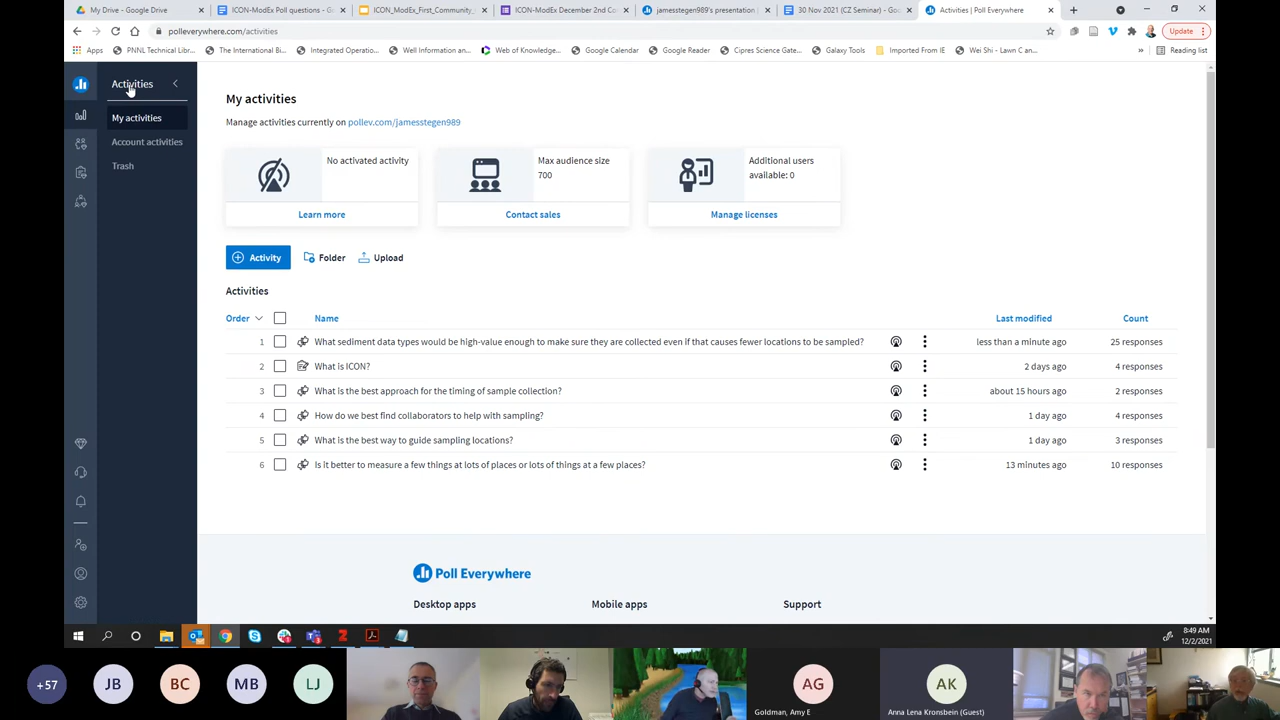 My Drive - Google Drive
ICON-ModEx Poll questions - G
ICON_ModEx_First_Community_
ICON-ModEx December 2nd Co
jamesstegen989's presentation |
30 Nov 2021 (CZ Seminar) - Goo
Activities | Poll Everywhere
polleverywhere.com/activities
Update
Apps
PNNL Technical Librar...
The International Bi...
Integrated Operatio...
Well Information an...
Web of Knowledge...
Google Calendar
Google Reader
Cipres Science Gate...
Galaxy Tools
Imported From IE
Wei Shi - Lawn C an...
»
Reading list
Activities
My activities
Account activities
Trash
My activities
Manage activities currently on pollev.com/jamesstegen989
No activated activity
Learn more
Max audience size
700
Contact sales
Additional users
available: 0
Manage licenses
Activity
Folder
Upload
Activities
Order
Name
Last modified
Count
1 What sediment data types would be high-value enough to make sure they are collected even if that causes fewer locations to be sampled? less than a minute ago 25 responses
2 What is ICON? 2 days ago 4 responses
3 What is the best approach for the timing of sample collection? about 15 hours ago 2 responses
4 How do we best find collaborators to help with sampling? 1 day ago 4 responses
5 What is the best way to guide sampling locations? 1 day ago 3 responses
6 Is it better to measure a few things at lots of places or lots of things at a few places? 13 minutes ago 10 responses
Poll Everywhere
Desktop apps
Mobile apps
Support
8:49 AM
12/2/2021
+57
JB
BC
MB
LJ
AG
Goldman, Amy E
AK
Anna Lena Kronsbein (Guest)